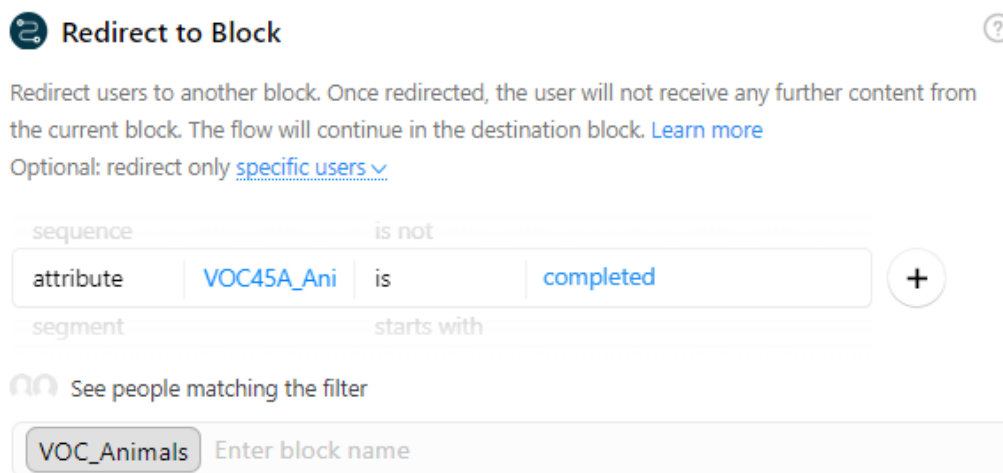 Redirect to Block
?
Redirect users to another block. Once redirected, the user will not receive any further content from
the current block. The flow will continue in the destination block. Learn more
Optional: redirect only specific users
sequence is not
attribute VOC45A_Ani is completed +
segment starts with
See people matching the filter
VOC_Animals Enter block name